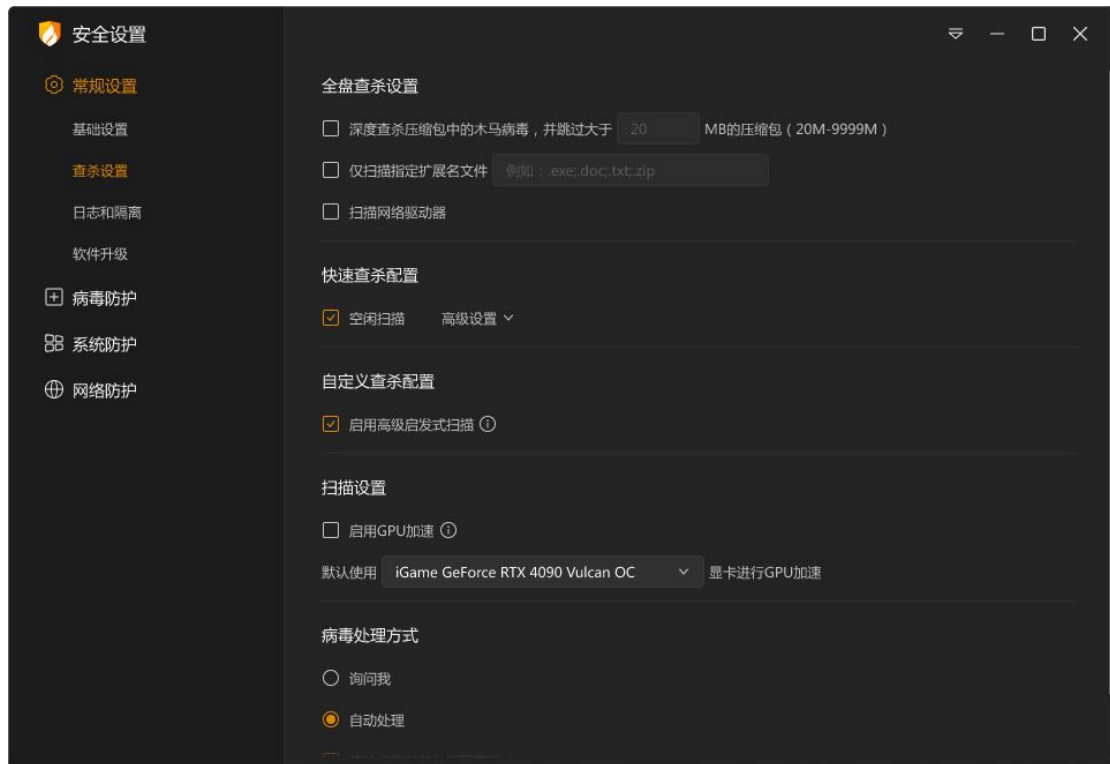 安全设置
常规设置
基础设置
查杀设置
日志和隔离
软件升级
病毒防护
系统防护
网络防护
全盘查杀设置
深度查杀压缩包中的木马病毒，并跳过大于 20 MB的压缩包（20M-9999M）
仅扫描指定扩展名文件 例如：.exe;.doc;.txt;.zip
扫描网络驱动器
快速查杀配置
空闲扫描 高级设置
自定义查杀配置
启用高级启发式扫描
扫描设置
启用GPU加速
默认使用 iGame GeForce RTX 4090 Vulcan OC 显卡进行GPU加速
病毒处理方式
询问我
自动处理